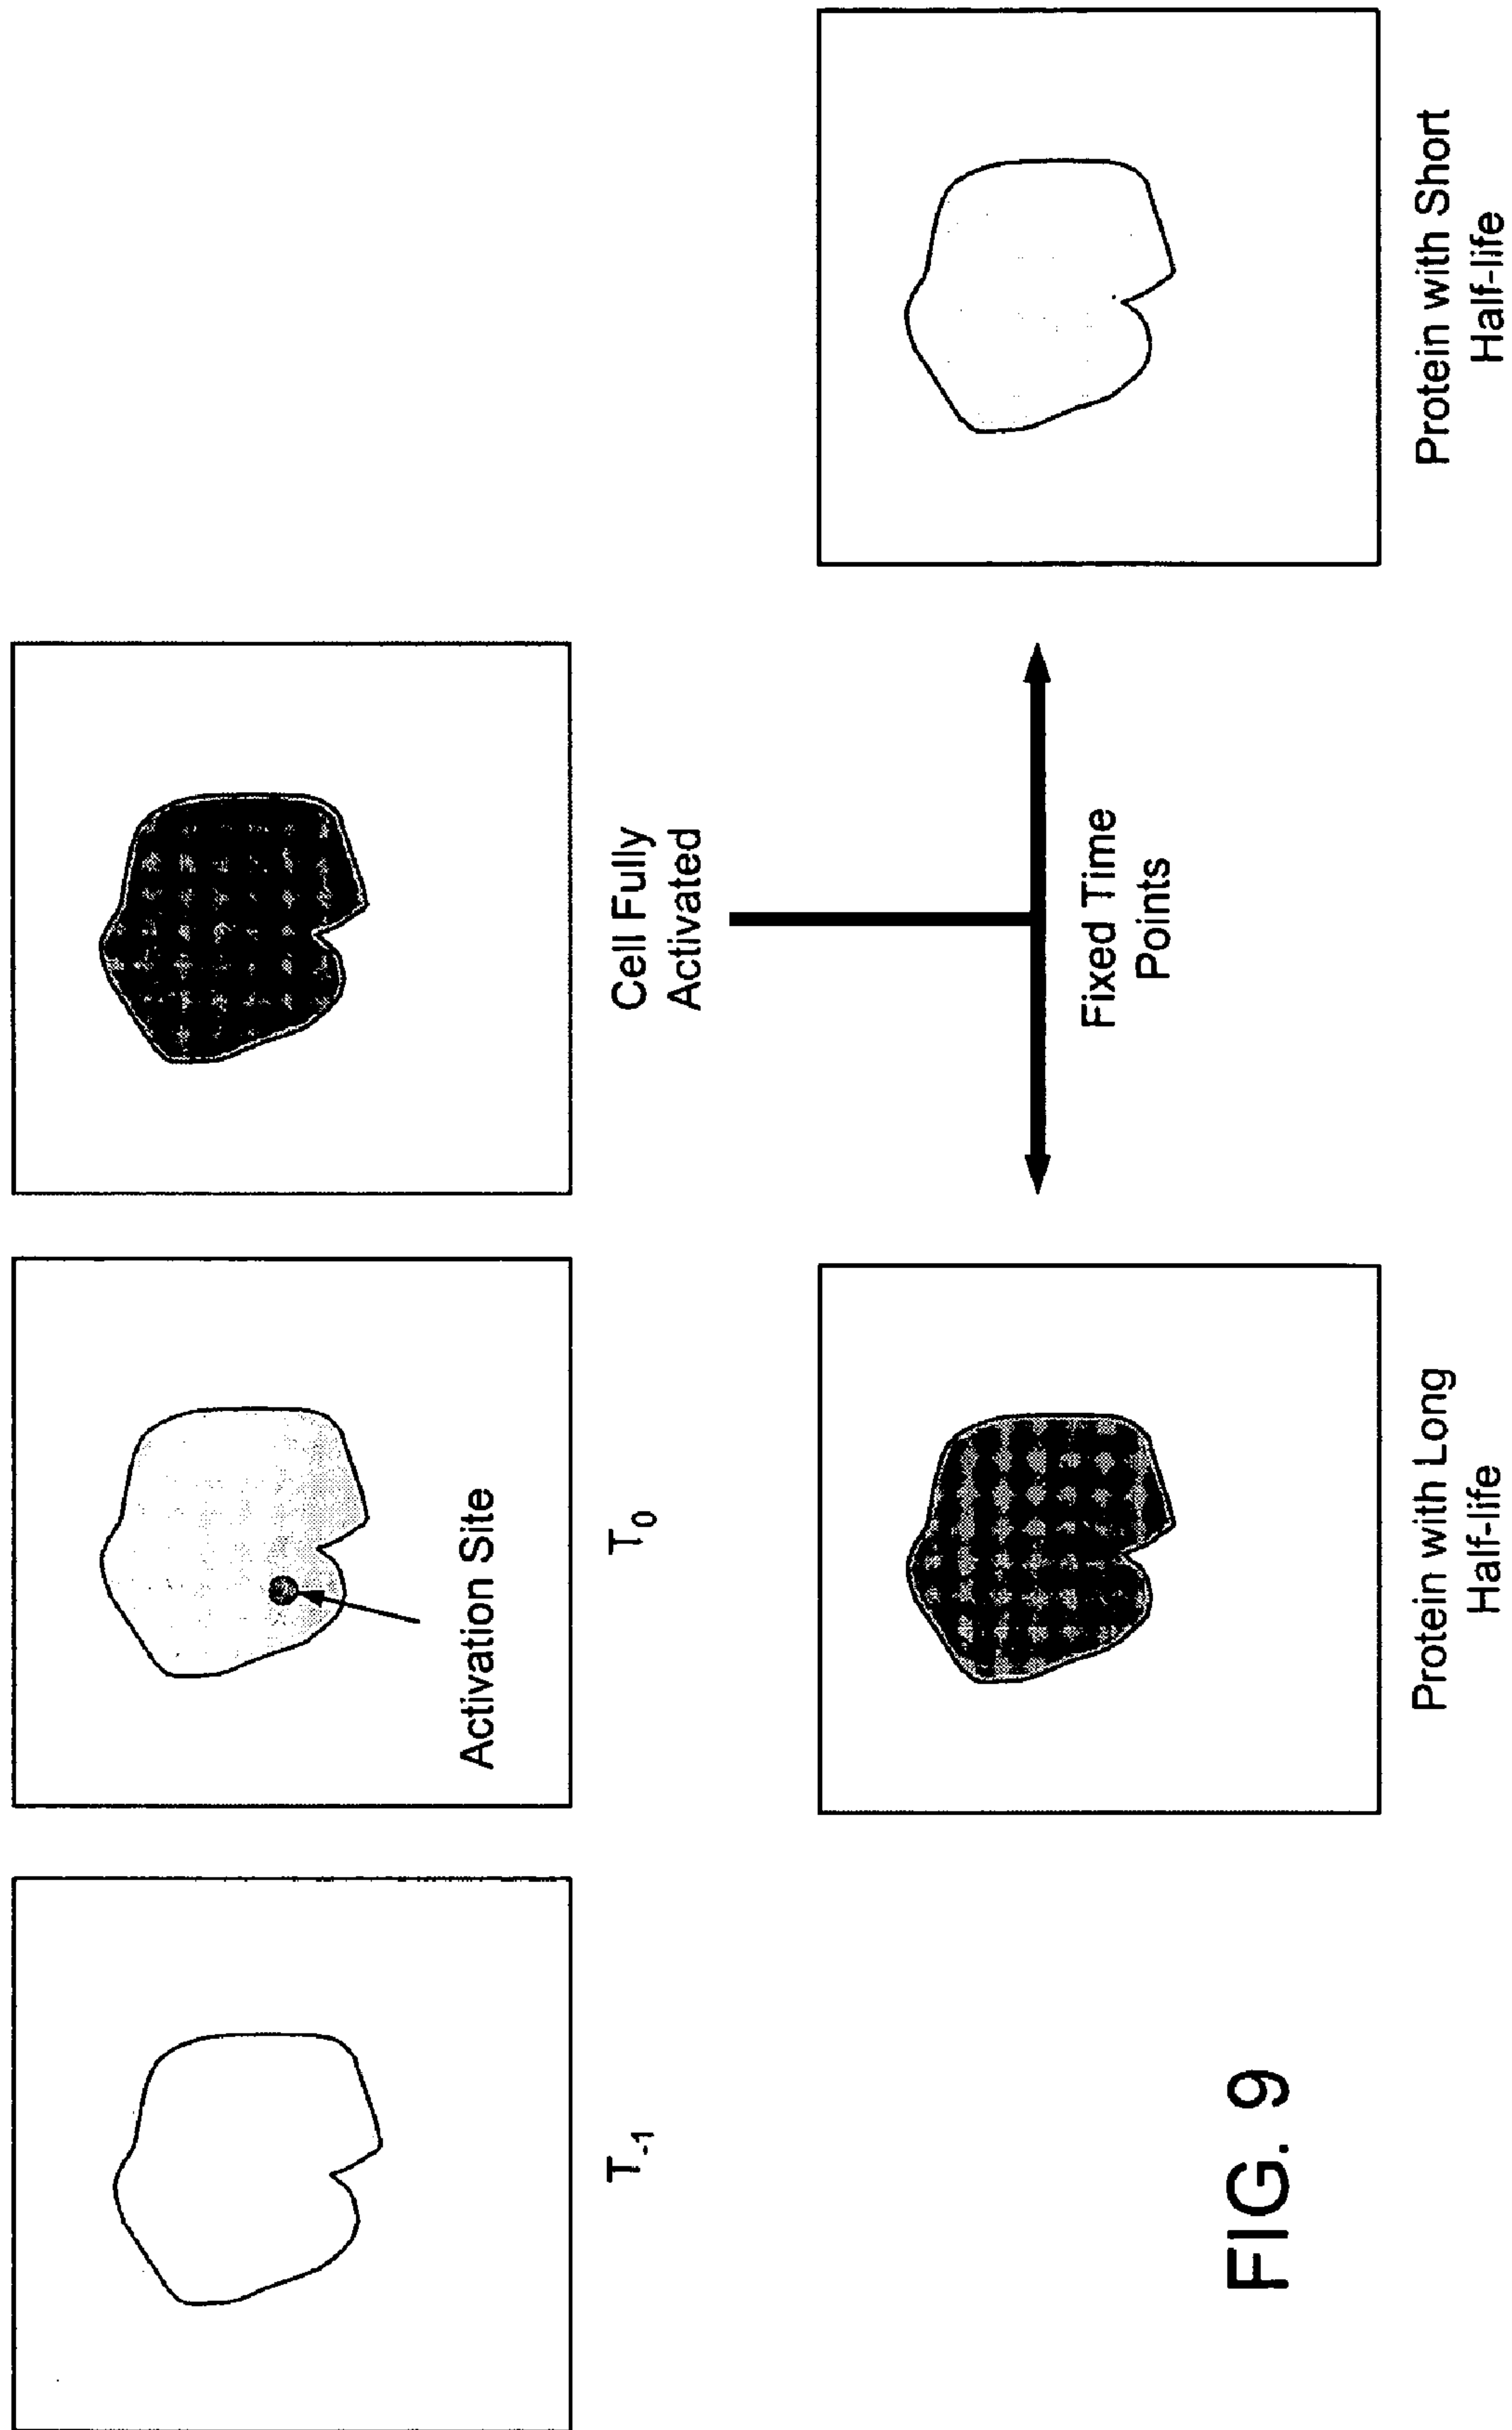 T-1
T0
Activation Site
Cell Fully
Activated
Fixed Time
Points
Protein with Long
Half-life
Protein with Short
Half-life
FIG. 9